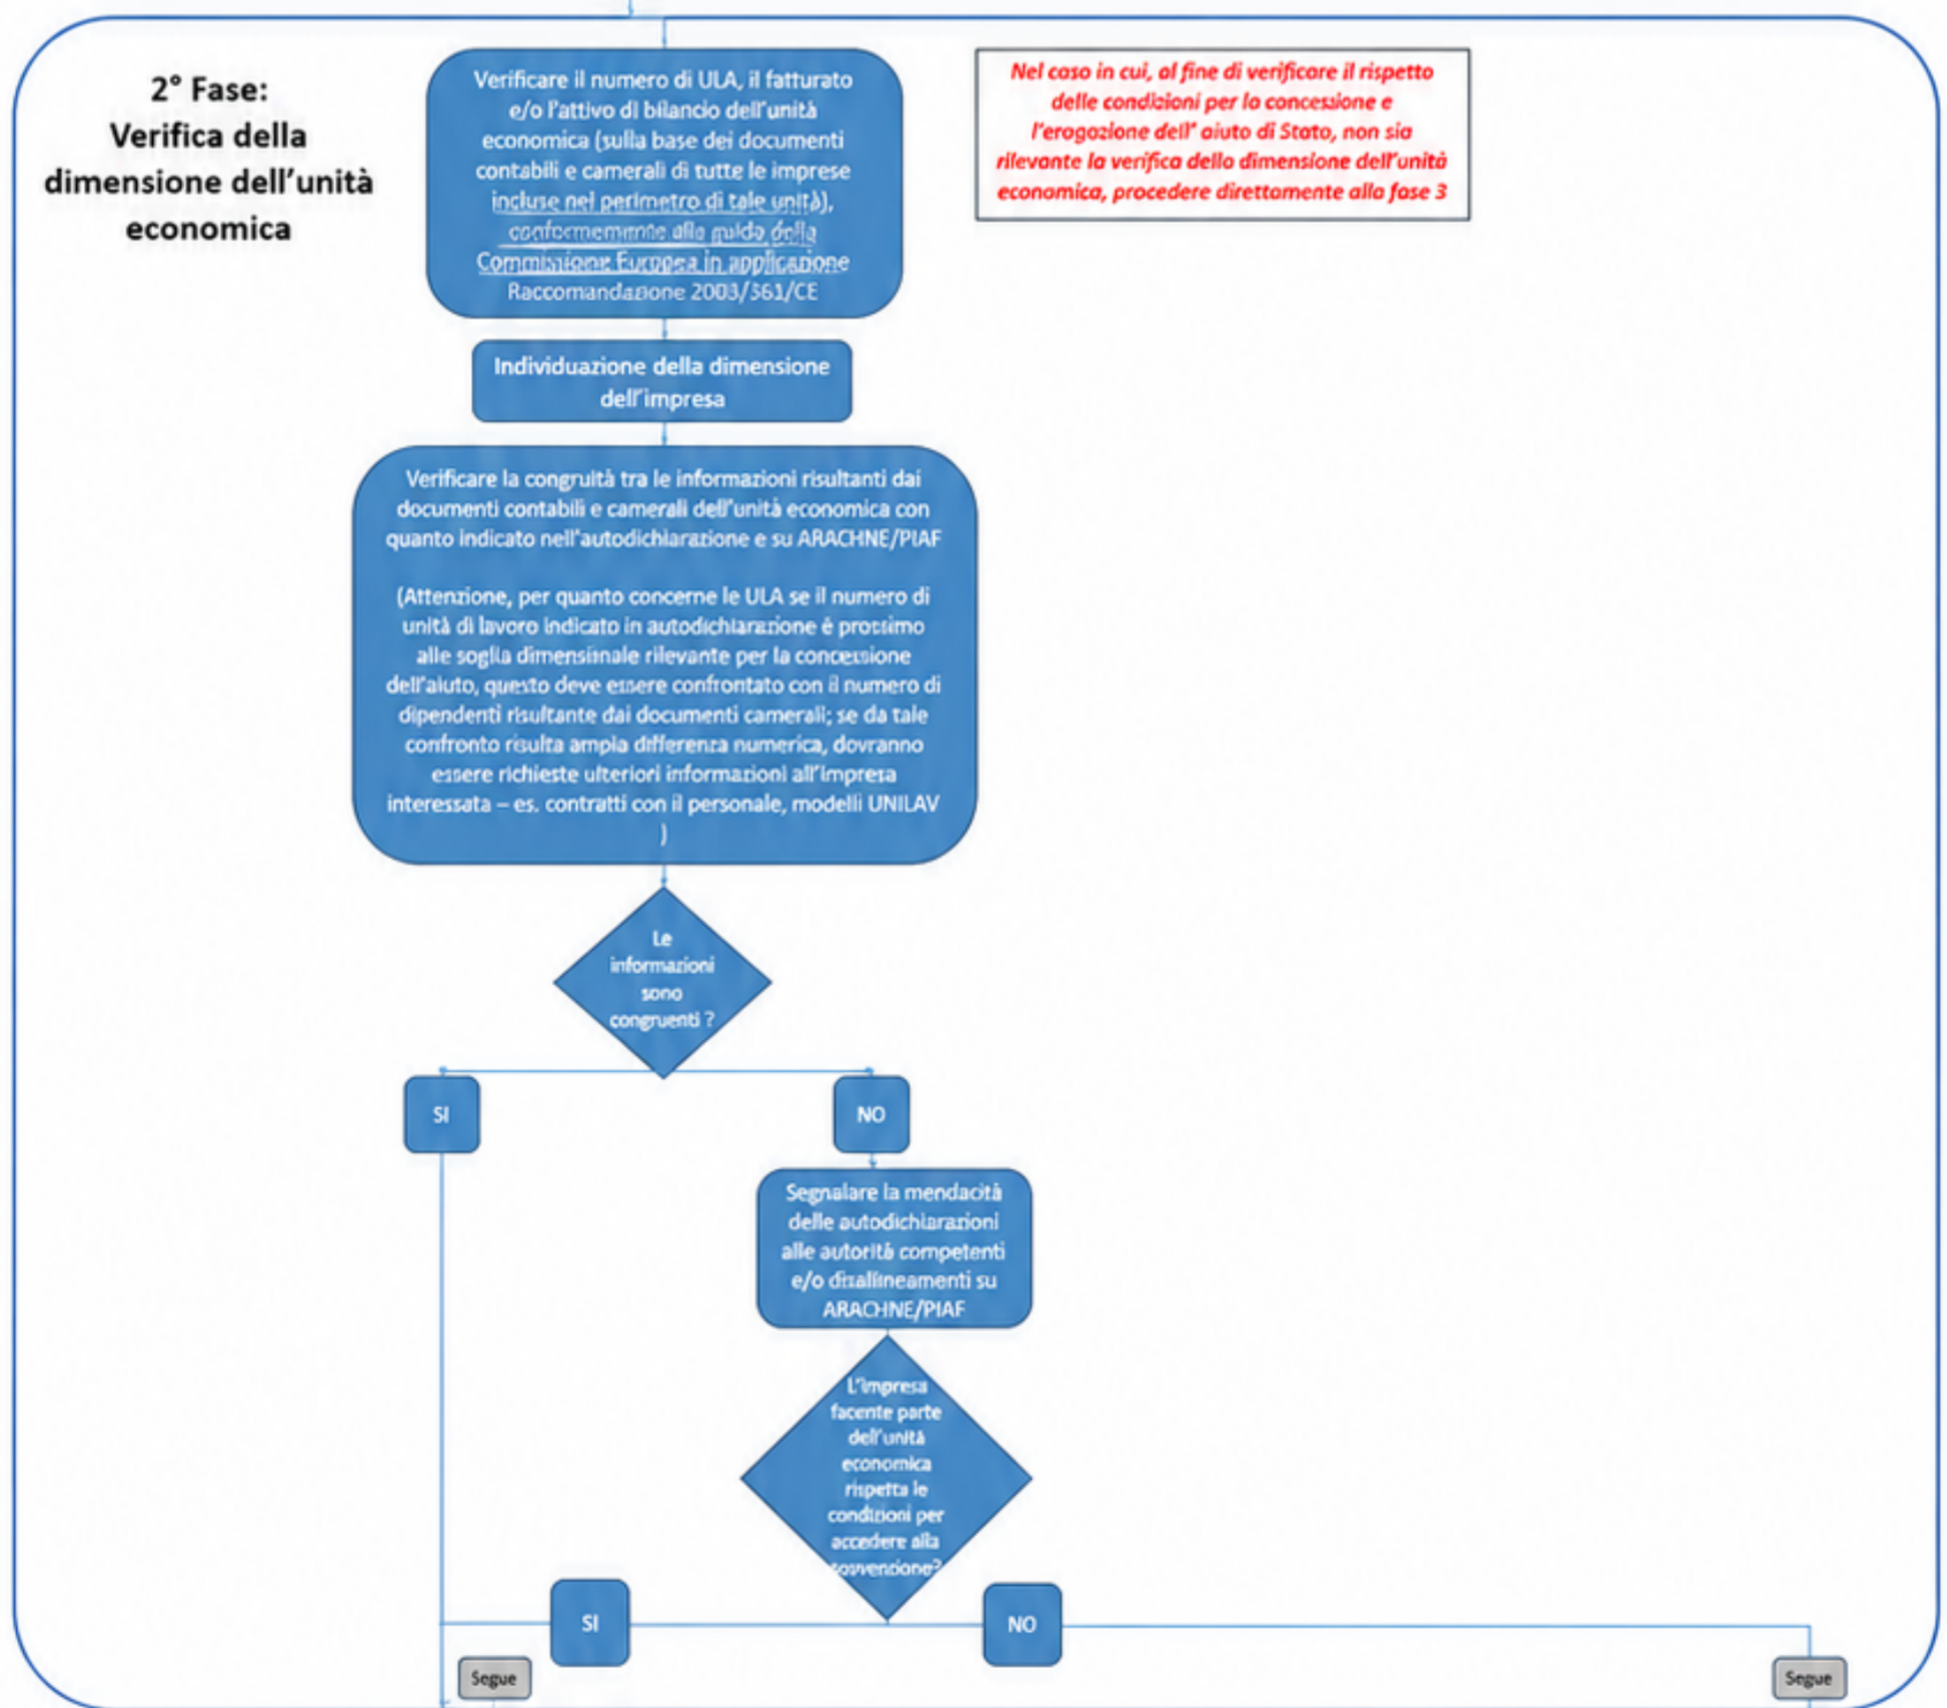 2° Fase:
Verifica della
dimensione dell'unità
economica
Verificare il numero di ULA, il fatturato
e/o l'attivo di bilancio dell'unità
economica (sulla base dei documenti
contabili e camerali di tutte le imprese
incluse nel perimetro di tale unità),
conformemente alla guida della
Commissione Europea in applicazione
Raccomandazione 2003/361/CE
Nel caso in cui, al fine di verificare il rispetto
delle condizioni per la concessione e
l'erogazione dell' aiuto di Stato, non sia
rilevante la verifica della dimensione dell'unità
economica, procedere direttamente alla fase 3
Individuazione della dimensione
dell'impresa
Verificare la congruità tra le informazioni risultanti dai
documenti contabili e camerali dell'unità economica con
quanto indicato nell'autodichiarazione e su ARACHNE/PIAF
(Attenzione, per quanto concerne le ULA se il numero di
unità di lavoro indicato in autodichiarazione è prossimo
alle soglia dimensiinale rilevante per la concessione
dell'aiuto, questo deve essere confrontato con il numero di
dipendenti risultante dai documenti camerali; se da tale
confronto risulta ampia differenza numerica, dovranno
essere richieste ulteriori informazioni all'impresa
interessata – es. contratti con il personale, modelli UNILAV
)
Le
informazioni
sono
congruenti ?
SI
NO
Segnalare la mendacità
delle autodichiarazioni
alle autorità competenti
e/o disallineamenti su
ARACHNE/PIAF
L'impresa
facente parte
dell'unità
economica
rispetta le
condizioni per
accedere alla
sovvenzione?
SI
NO
Segue
Segue